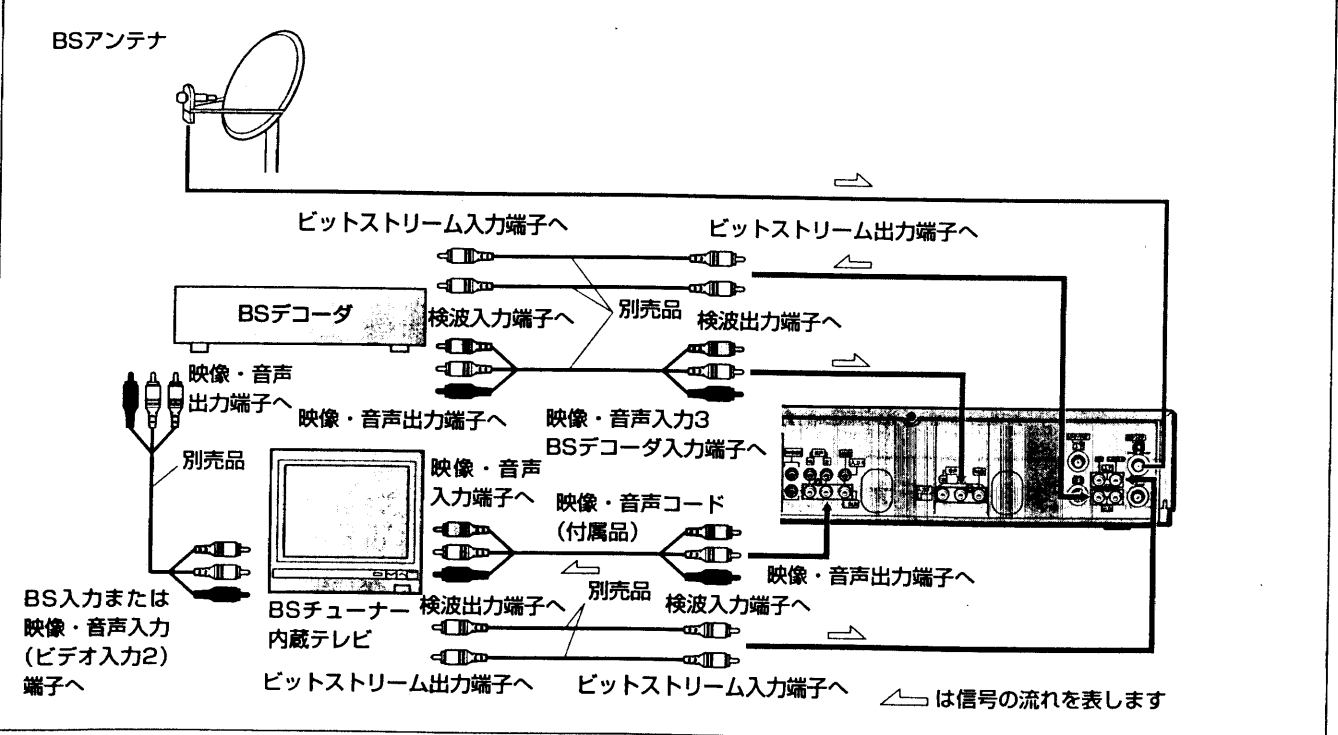 BSアンテナ
ビットストリーム入力端子へ
ビットストリーム出力端子へ
BSデコーダ
検波入力端子へ
別売品
検波出力端子へ
映像・音声
出力端子へ
映像・音声出力端子へ
映像・音声入力3
BSデコーダ入力端子へ
別売品
映像・音声
入力端子へ
映像・音声コード
(付属品)
映像・音声出力端子へ
BS入力または
映像・音声入力
(ビデオ入力2)
端子へ
BSチューナー
内蔵テレビ
検波出力端子へ
別売品
検波入力端子へ
ビットストリーム出力端子へ
ビットストリーム入力端子へ
は信号の流れを表します